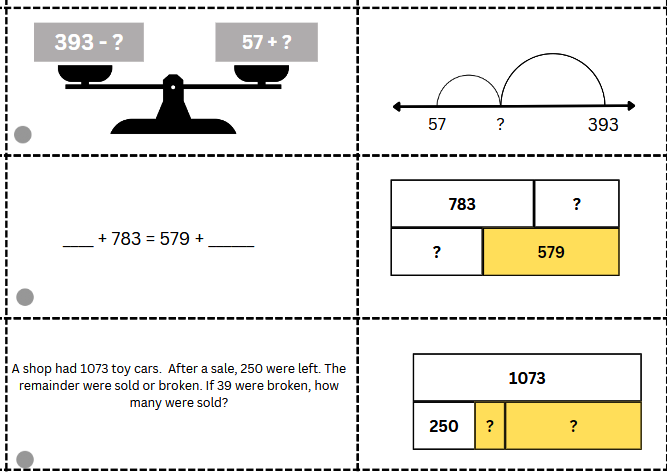 393 - ?
57 + ?
57 ? 393
___ + 783 = 579 + _____
783 ?
? 579
A shop had 1073 toy cars. After a sale, 250 were left. The
remainder were sold or broken. If 39 were broken, how
many were sold?
1073
250 ? ?